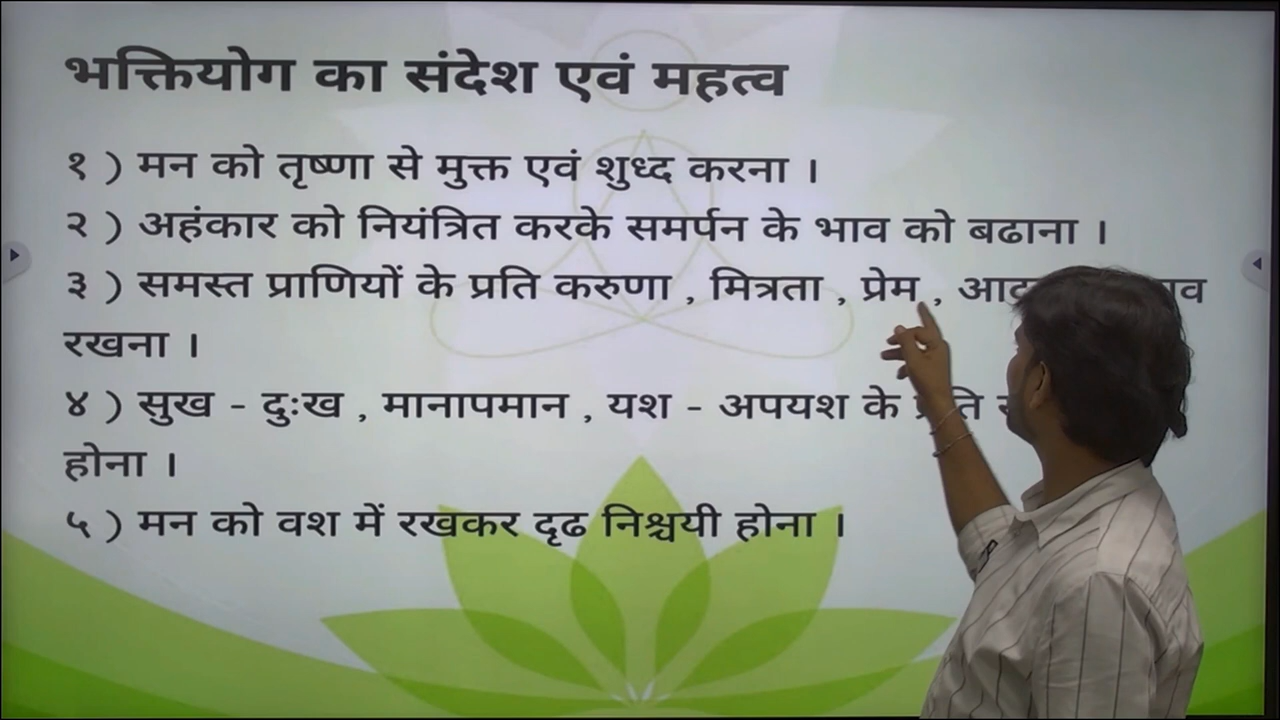 भक्तियोग का संदेश एवं महत्व
१ ) मन को तृष्णा से मुक्त एवं शुध्द करना ।
२ ) अहंकार को नियंत्रित करके समर्पन के भाव को बढाना ।
३ ) समस्त प्राणियों के प्रति करुणा , मित्रता , प्रेम ,
रखना ।
४ ) सुख - दुःख , मानापमान , यश - अपयश के
होना ।
५ ) मन को वश में रखकर दृढ निश्चयी होना ।